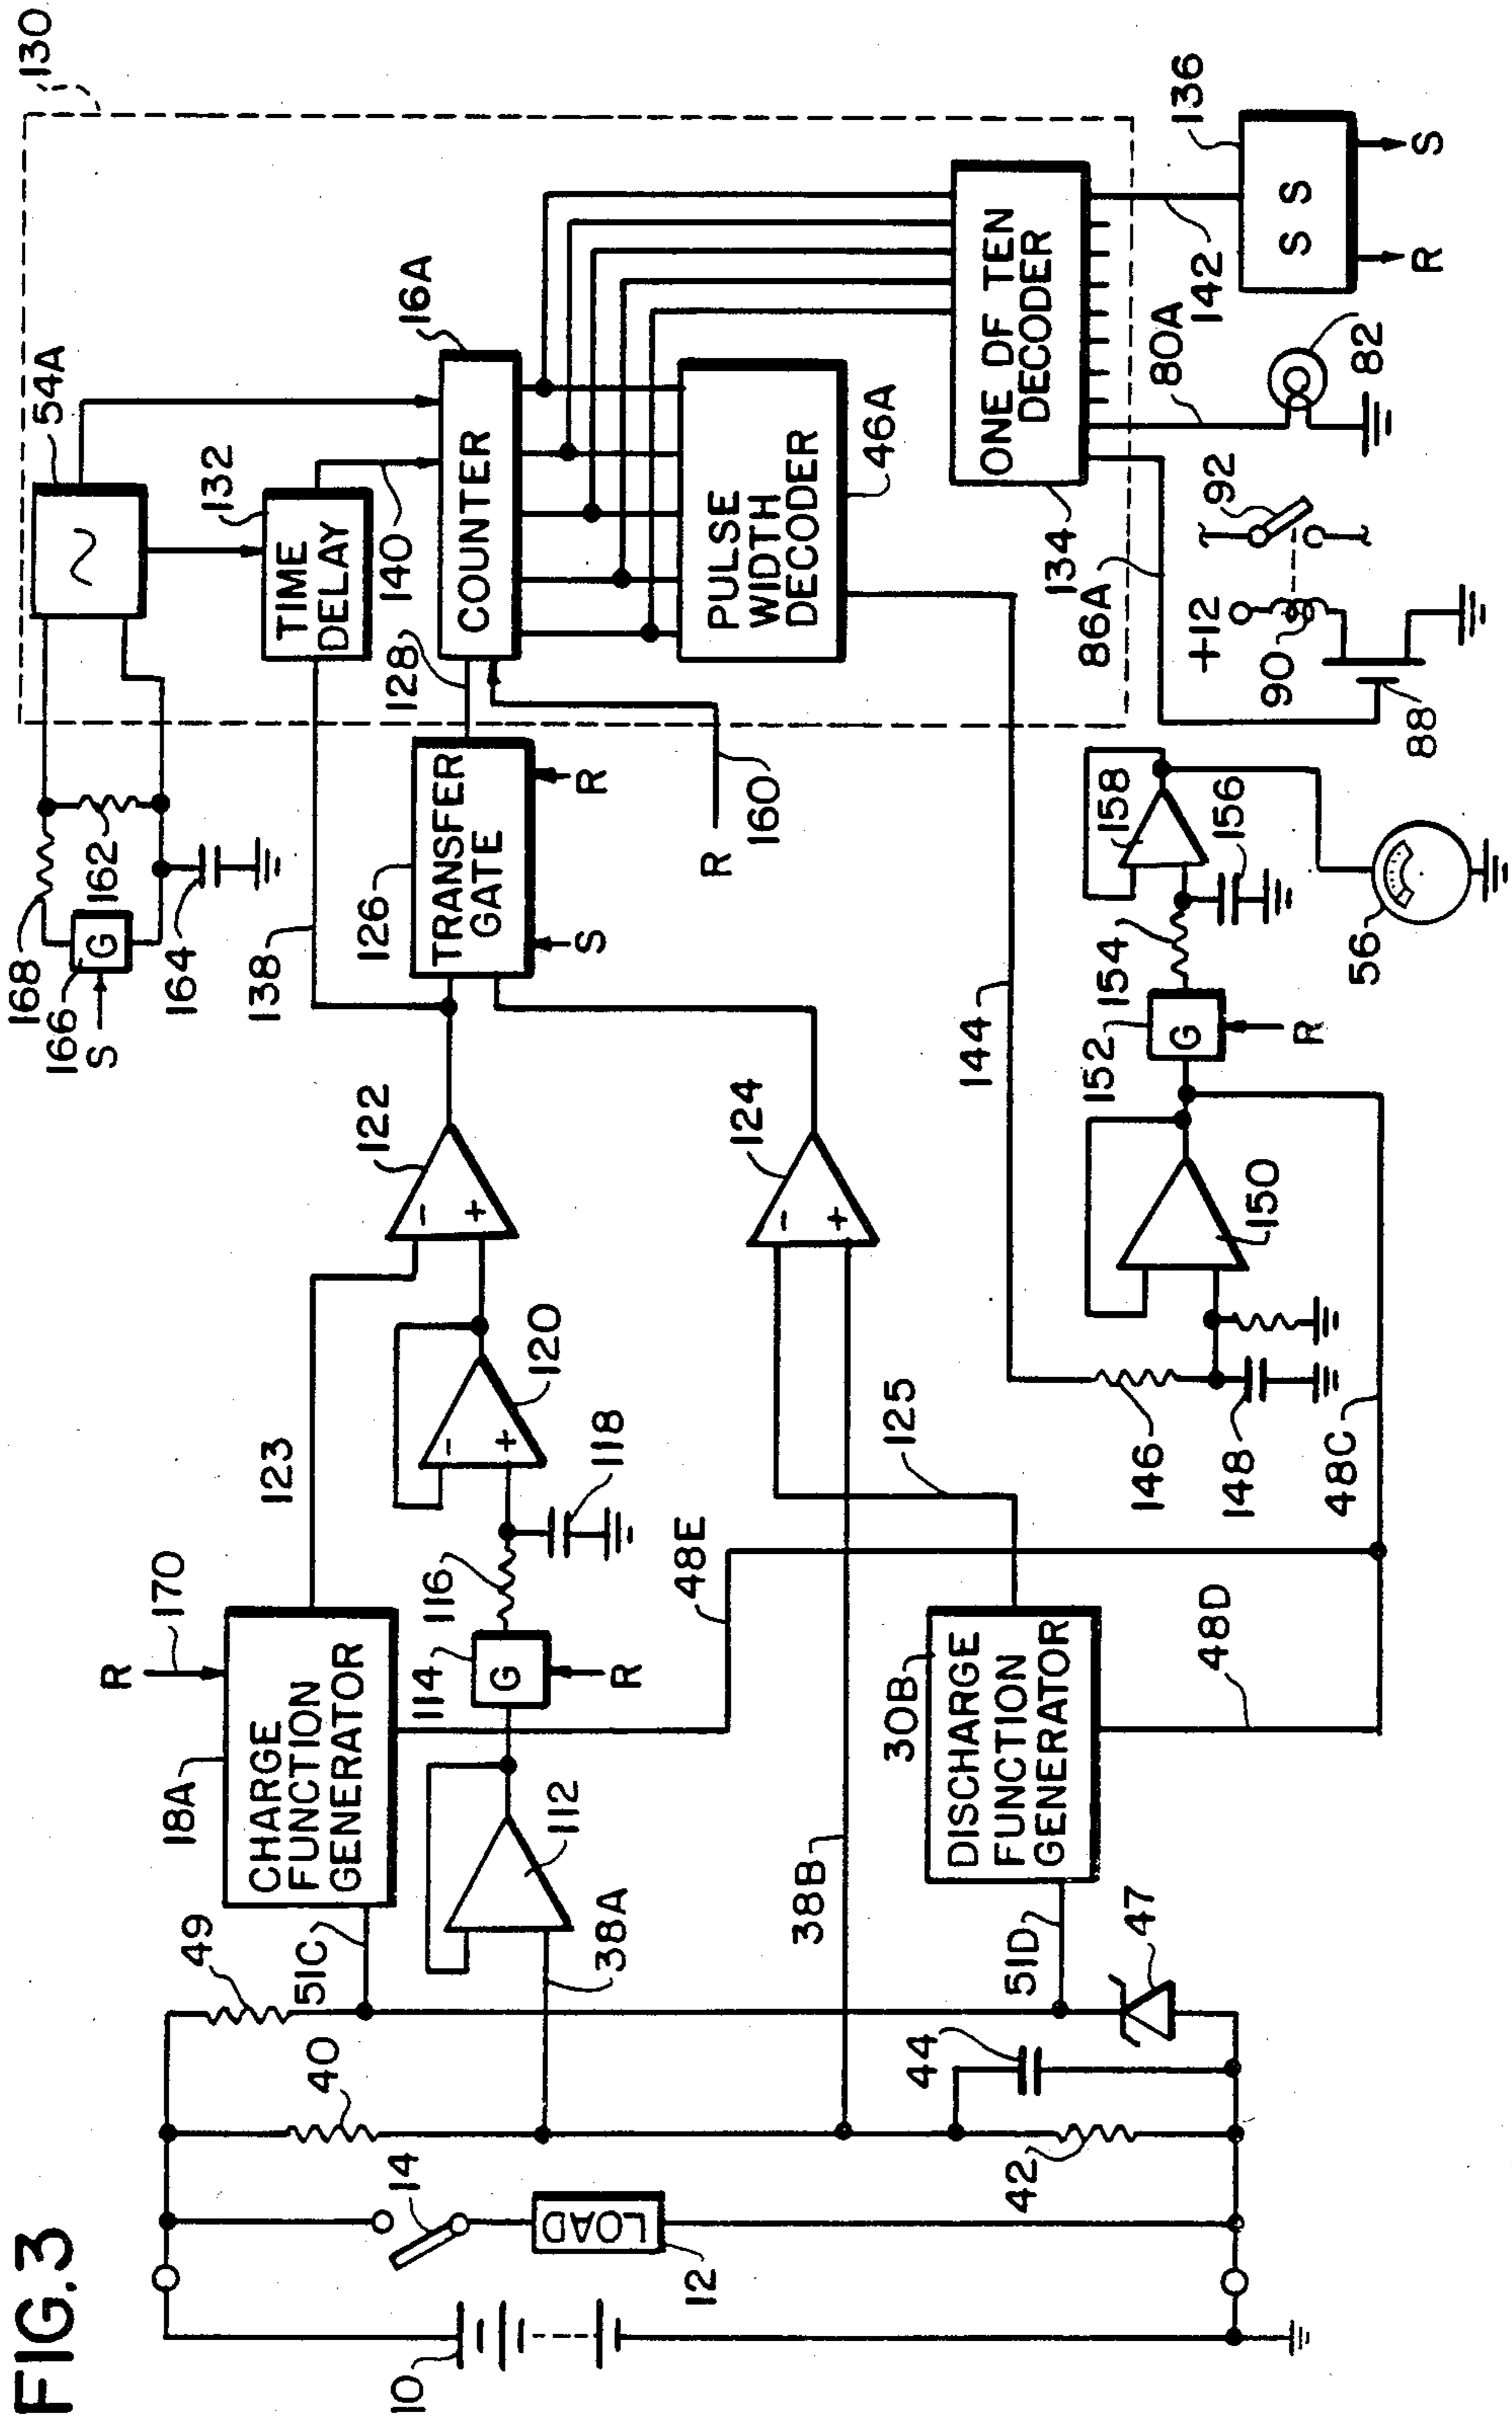 FIG.3
10
14
LOAD
12
40
42
44
49
47
51C
51D
38A
38B
R
170
18A
CHARGE
FUNCTION
GENERATOR
112
114
G
R
116
118
48E
123
- +
120
30B
DISCHARGE
FUNCTION
GENERATOR
48D
125
48C
146
148
150
- +
122
- +
124
144
152
G
R
154
156
158
56
168
166
S
G
162
164
138
126
TRANSFER
GATE
S
R
R
160
128
130
54A
~
132
TIME
DELAY
140
16A
COUNTER
PULSE
WIDTH
DECODER
46A
ONE OF TEN
DECODER
134
86A
80A
142
136
S S
R
S
82
+12
90
92
88